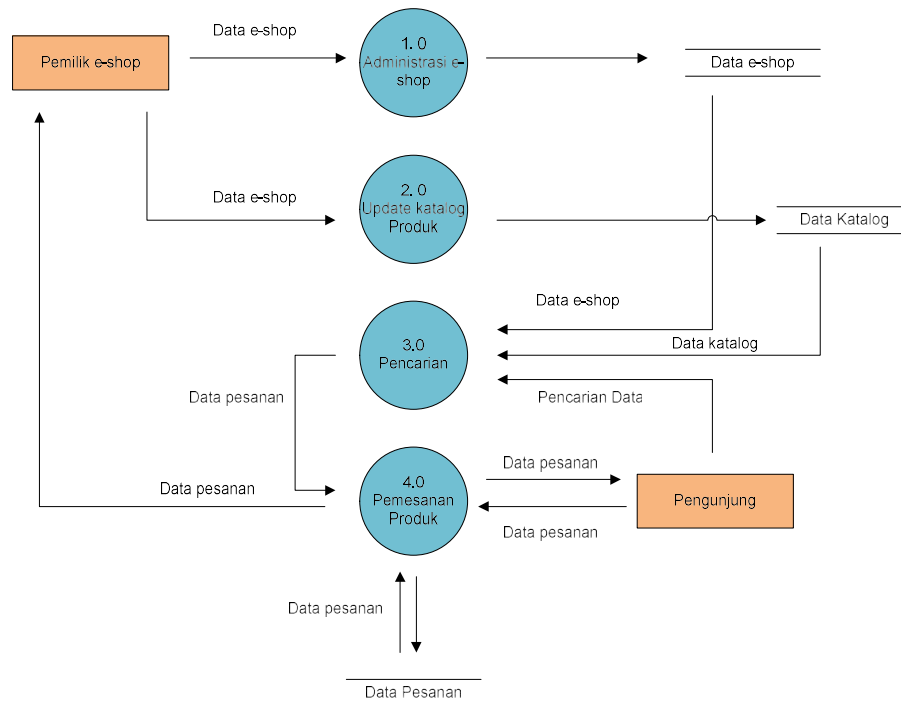 Data e-shop
Pemilik e-shop
1. 0
Administrasi e-
shop
Data e-shop
Data e-shop
2. 0
Update katalog
Produk
Data Katalog
Data e-shop
3.0
Pencarian
Data katalog
Data pesanan
Pencarian Data
Data pesanan
4.0
Pemesanan
Produk
Data pesanan
Pengunjung
Data pesanan
Data pesanan
Data Pesanan